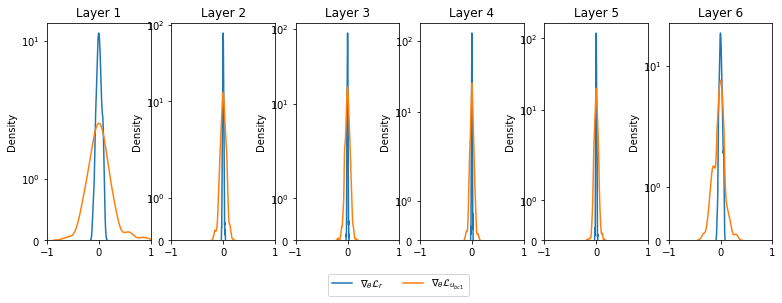 Layer 1 Layer 2 Layer 3 Layer 4 Layer 5 Layer 6
10¹ 10² 10² 10² 10² 10¹
10¹ 10¹ 10¹ 10¹
Density Density Density Density Density Density
10⁰ 10⁰ 10⁰ 10⁰ 10⁰ 10⁰
0 0 0 0 0 0
−1 0 1 −1 0 1 −1 0 1 −1 0 1 −1 0 1 −1 0 1
∇θℒr ∇θℒu_bc1